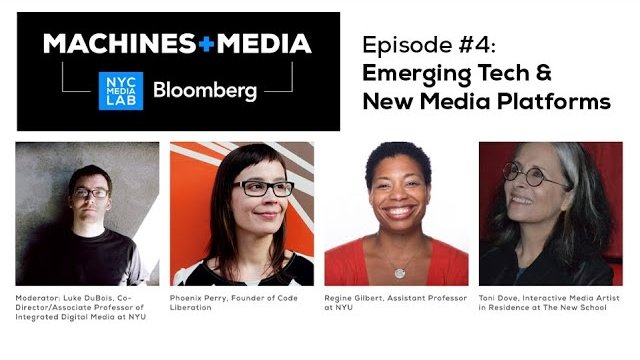 MACHINES+MEDIA
NYC
MEDIA
LAB
Bloomberg
Episode #4:
Emerging Tech &
New Media Platforms
Moderator: Luke DuBois, Co-
Director/Associate Professor of
Integrated Digital Media at NYU
Phoenix Perry, Founder of Code
Liberation
Regine Gilbert, Assistant Professor
at NYU
Toni Dove, Interactive Media Artist
in Residence at The New School